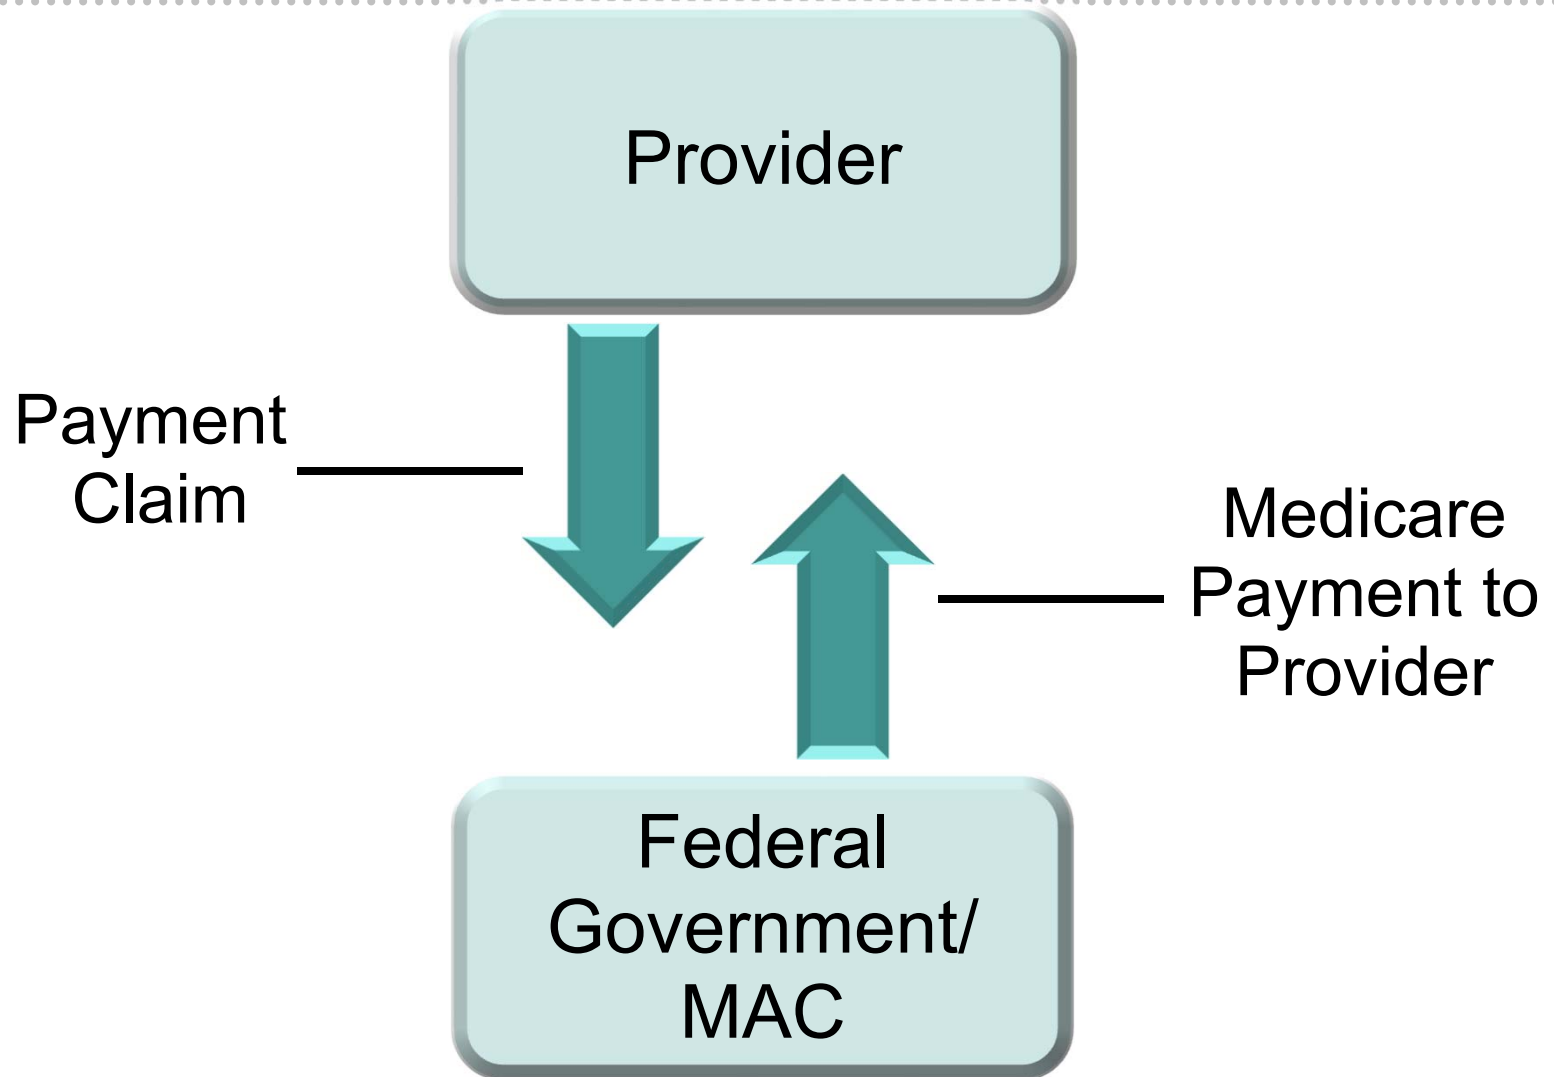 Provider
Payment
Claim
Medicare
Payment to
Provider
Federal
Government/
MAC